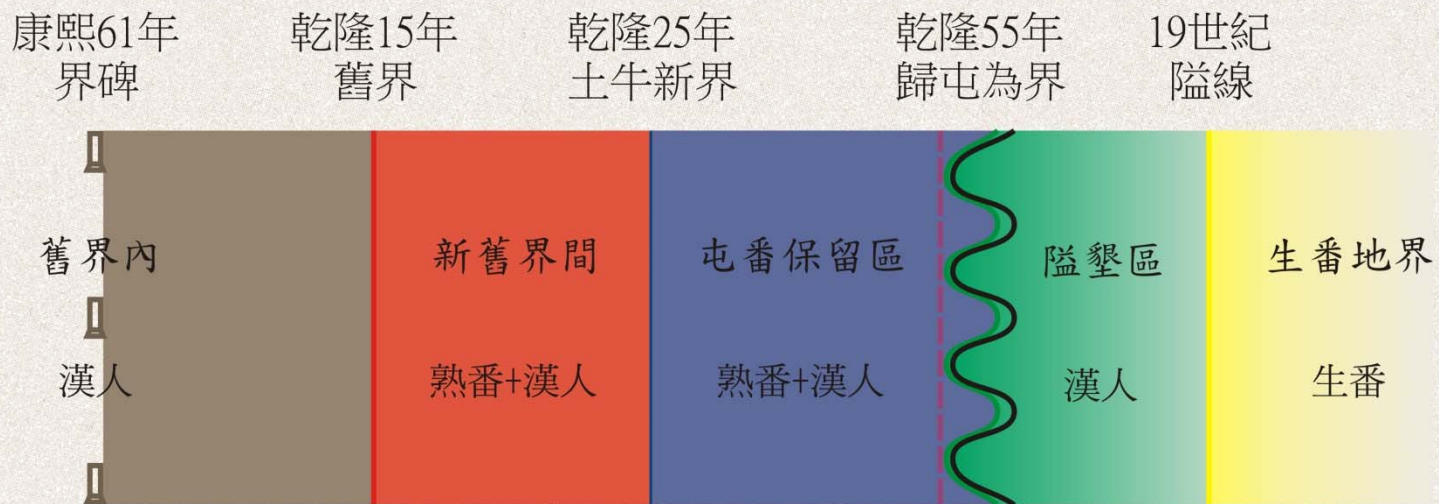 康熙61年
界碑
乾隆15年
舊界
乾隆25年
土牛新界
乾隆55年
歸屯為界
19世紀
隘線
舊界內
新舊界間
屯番保留區
隘墾區
生番地界
漢人
熟番+漢人
熟番+漢人
漢人
生番